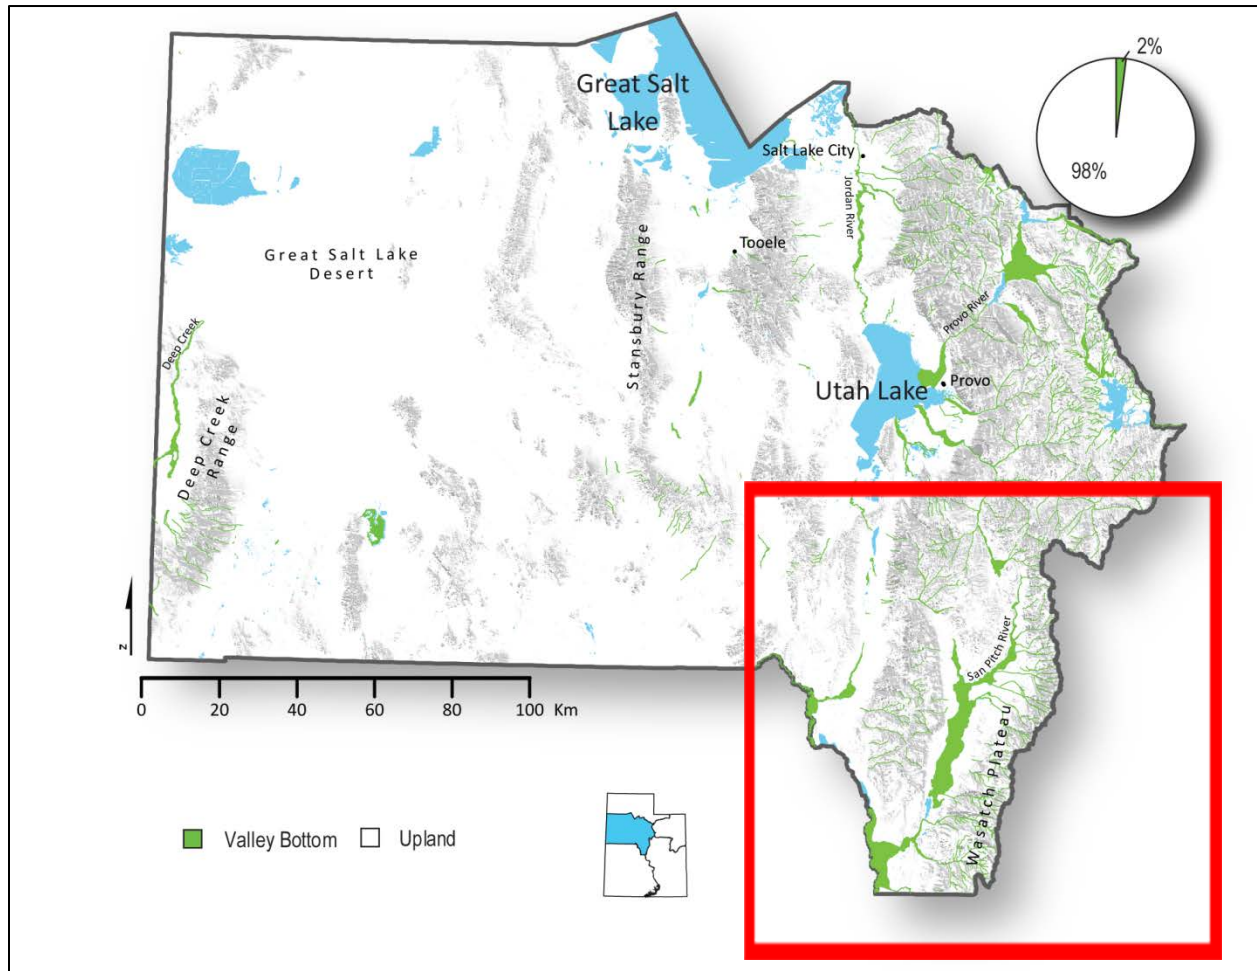 Great Salt
Lake
2%
98%
Salt Lake City
Jordan River
Tooele
Great Salt Lake
Desert
Stansbury Range
Provo River
Deep Creek
Utah Lake
Provo
Deep Creek
Range
San Pitch River
Wasatch Plateau
N
0 20 40 60 80 100 Km
Valley Bottom
Upland